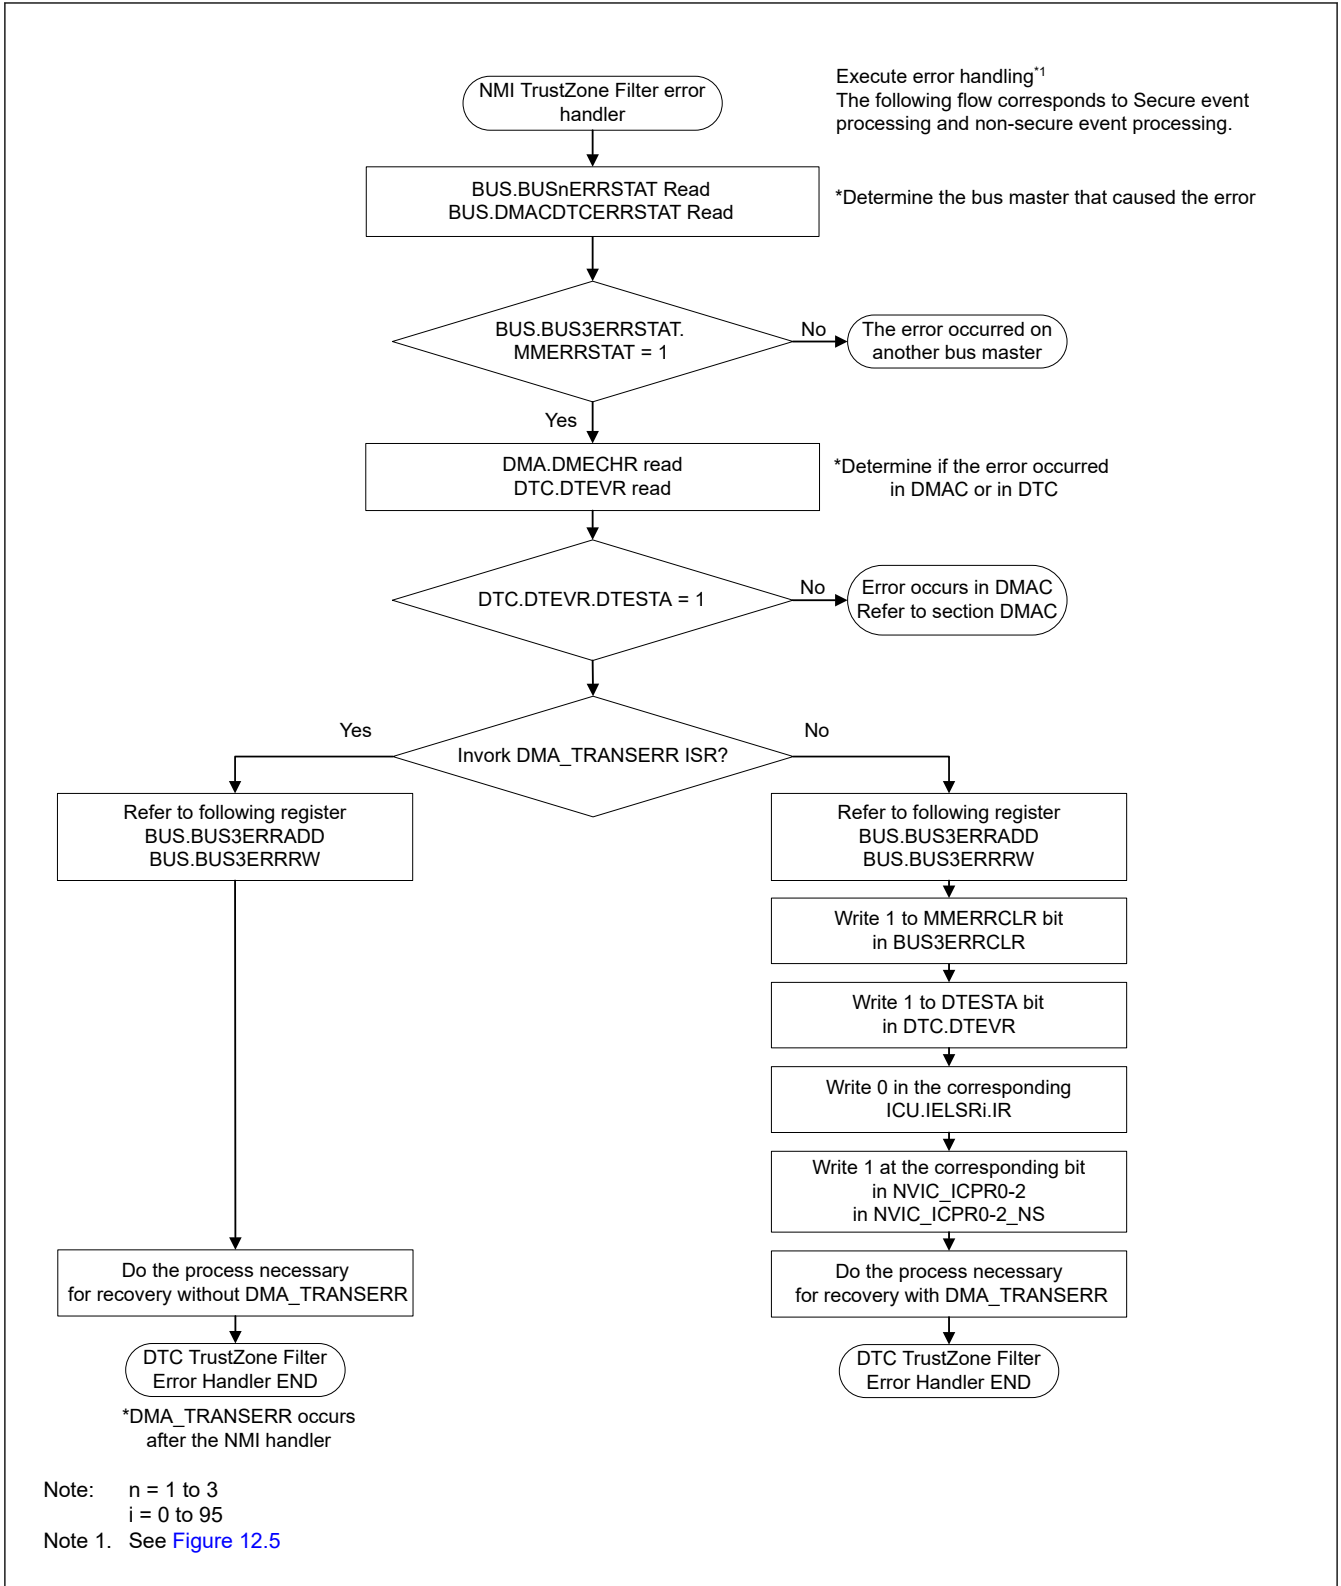 NMI TrustZone Filter error
handler
Execute error handling*1
The following flow corresponds to Secure event
processing and non-secure event processing.
BUS.BUSnERRSTAT Read
BUS.DMACDTCERRSTAT Read
*Determine the bus master that caused the error
BUS.BUS3ERRSTAT.
MMERRSTAT = 1
No
The error occurred on
another bus master
Yes
DMA.DMECHR read
DTC.DTEVR read
*Determine if the error occurred
in DMAC or in DTC
DTC.DTEVR.DTESTA = 1
No
Error occurs in DMAC
Refer to section DMAC
Invork DMA_TRANSERR ISR?
Yes
No
Refer to following register
BUS.BUS3ERRADD
BUS.BUS3ERRRW
Refer to following register
BUS.BUS3ERRADD
BUS.BUS3ERRRW
Write 1 to MMERRCLR bit
in BUS3ERRCLR
Write 1 to DTESTA bit
in DTC.DTEVR
Write 0 in the corresponding
ICU.IELSRi.IR
Write 1 at the corresponding bit
in NVIC_ICPR0-2
in NVIC_ICPR0-2_NS
Do the process necessary
for recovery without DMA_TRANSERR
Do the process necessary
for recovery with DMA_TRANSERR
DTC TrustZone Filter
Error Handler END
DTC TrustZone Filter
Error Handler END
*DMA_TRANSERR occurs
after the NMI handler
Note: n = 1 to 3
i = 0 to 95
Note 1. See Figure 12.5